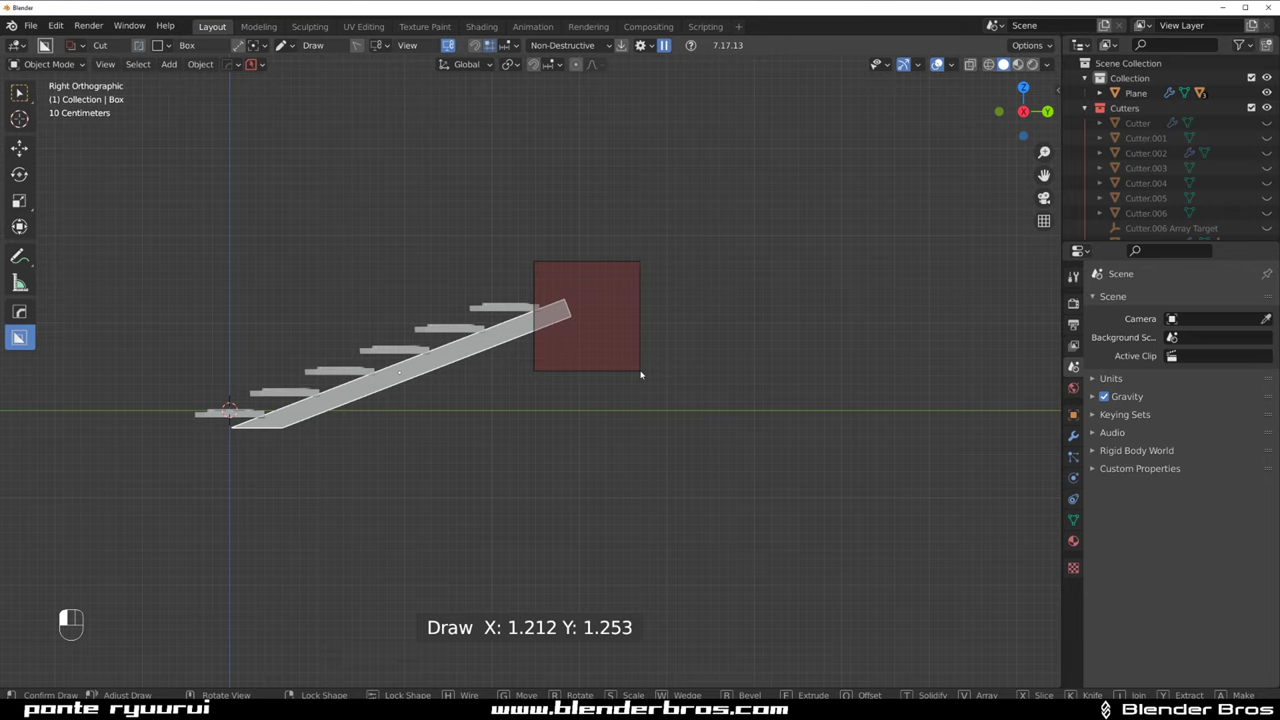 Blender
File Edit Render Window Help
Layout Modeling Sculpting UV Editing Texture Paint Shading Animation Rendering Compositing Scripting +
Scene
View Layer
Cut Box Draw View Non-Destructive 7.17.13
Options
Object Mode View Select Add Object Global
Right Orthographic
(1) Collection | Box
10 Centimeters
Z
X
Y
Scene Collection
Collection
Plane
3
Cutters
Cutter
Cutter.001
Cutter.002
Cutter.003
Cutter.004
Cutter.005
Cutter.006
Cutter.006 Array Target
Scene
Scene
Camera
Background Sc..
Active Clip
Units
Gravity
Keying Sets
Audio
Rigid Body World
Custom Properties
Draw X: 1.212 Y: 1.253
Confirm Draw Adjust Draw Rotate View Lock Shape Lock Shape H Wire G Move R Rotate S Scale W Wedge B Bevel E Extrude O Offset T Solidify V Array X Slice K Knife J Join Y Extract A Make
ponte ryuurui
www.blenderbros.com
Blender Bros